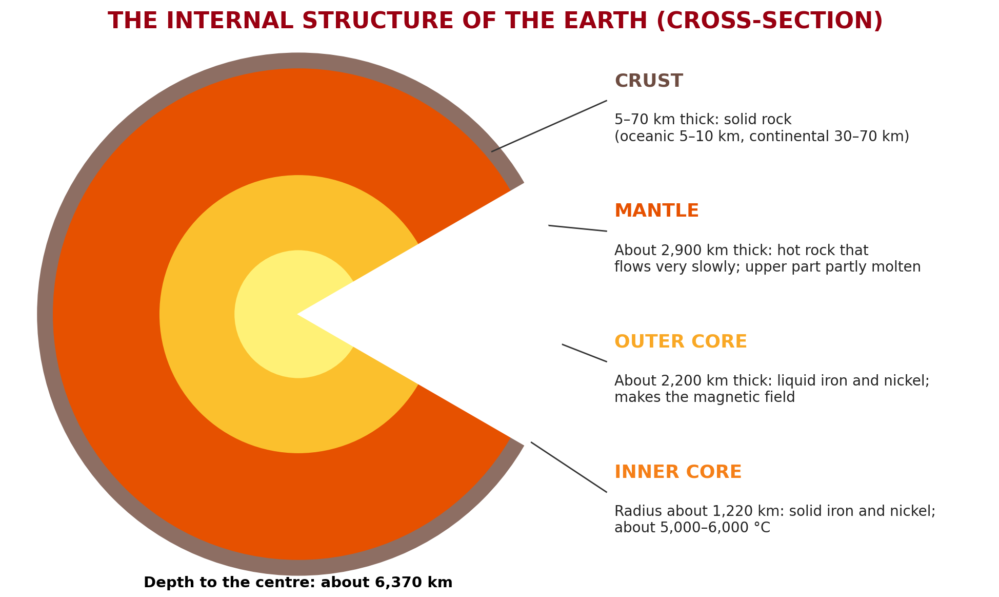 THE INTERNAL STRUCTURE OF THE EARTH (CROSS-SECTION)
CRUST
5–70 km thick: solid rock
(oceanic 5–10 km, continental 30–70 km)
MANTLE
About 2,900 km thick: hot rock that
flows very slowly; upper part partly molten
OUTER CORE
About 2,200 km thick: liquid iron and nickel;
makes the magnetic field
INNER CORE
Radius about 1,220 km: solid iron and nickel;
about 5,000–6,000 °C
Depth to the centre: about 6,370 km